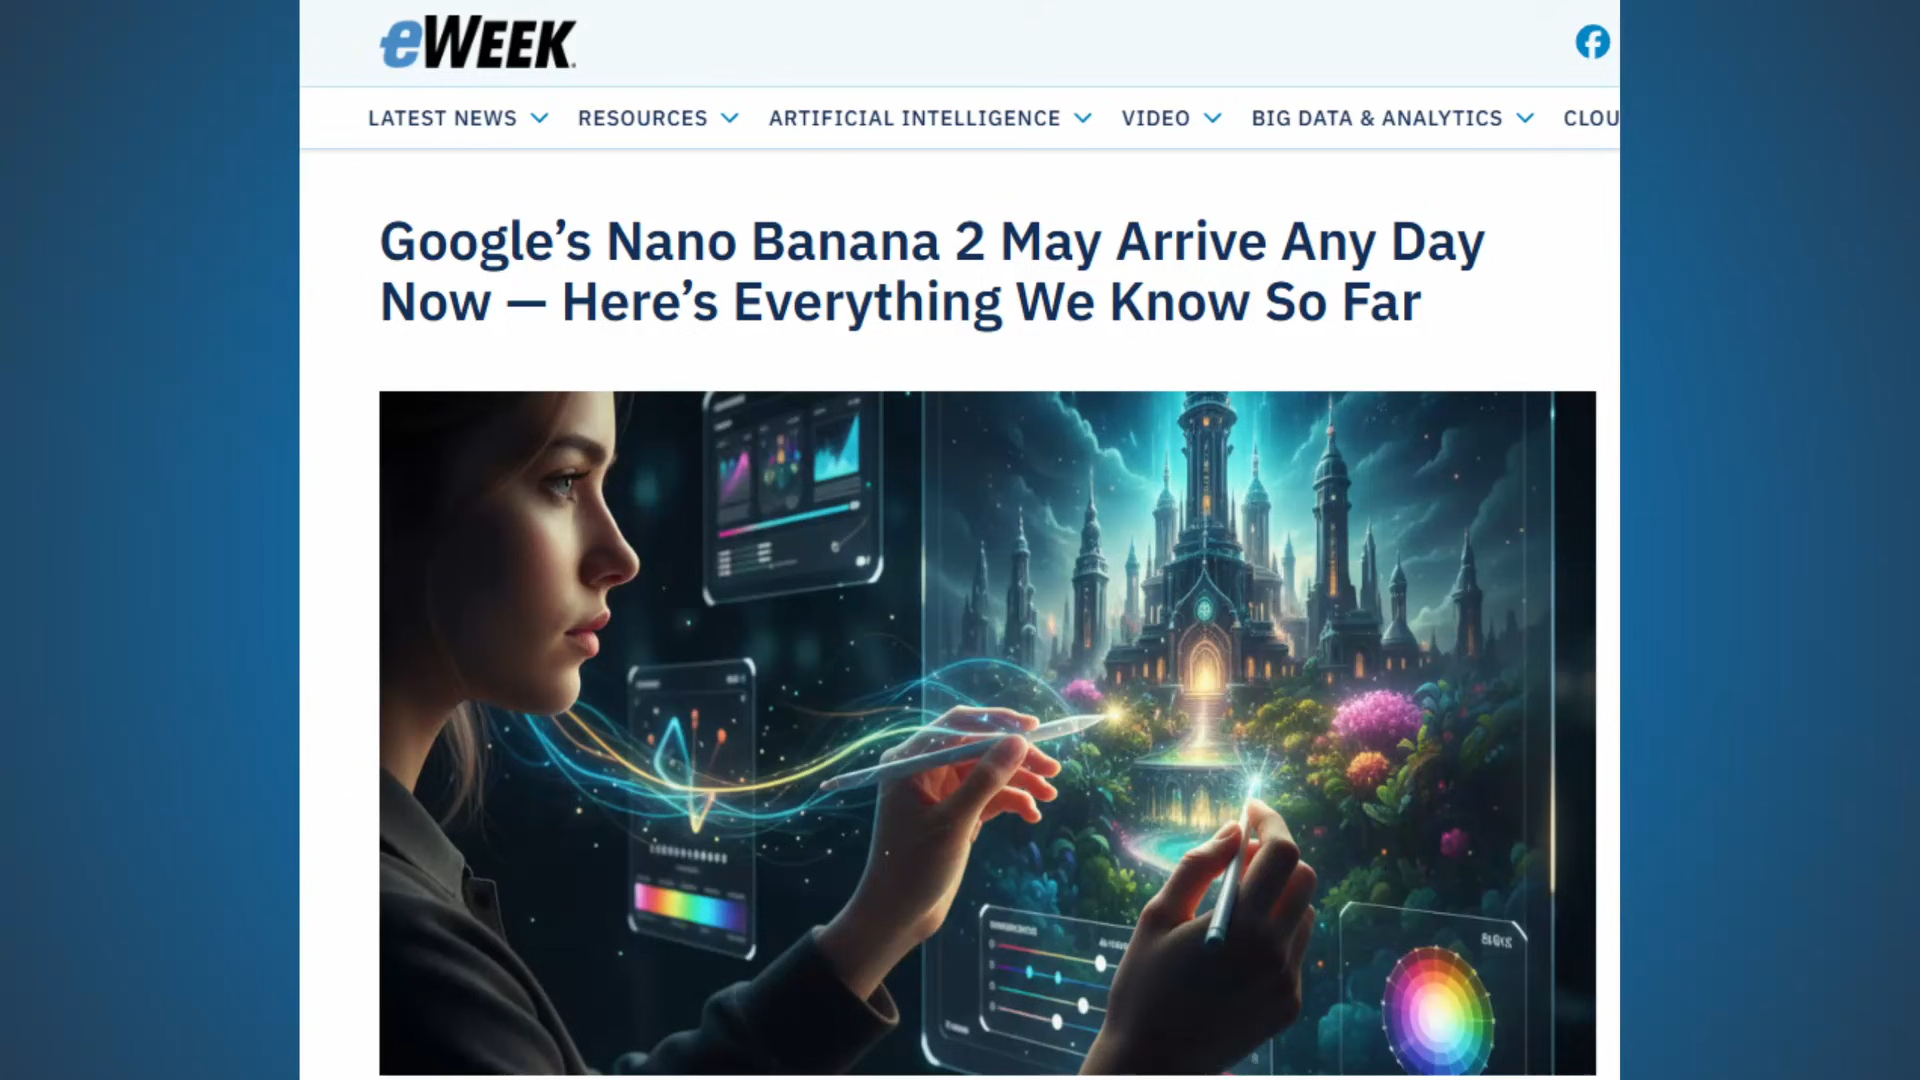 eWEEK
LATEST NEWS RESOURCES ARTIFICIAL INTELLIGENCE VIDEO BIG DATA & ANALYTICS CLOU
Google’s Nano Banana 2 May Arrive Any Day
Now — Here’s Everything We Know So Far